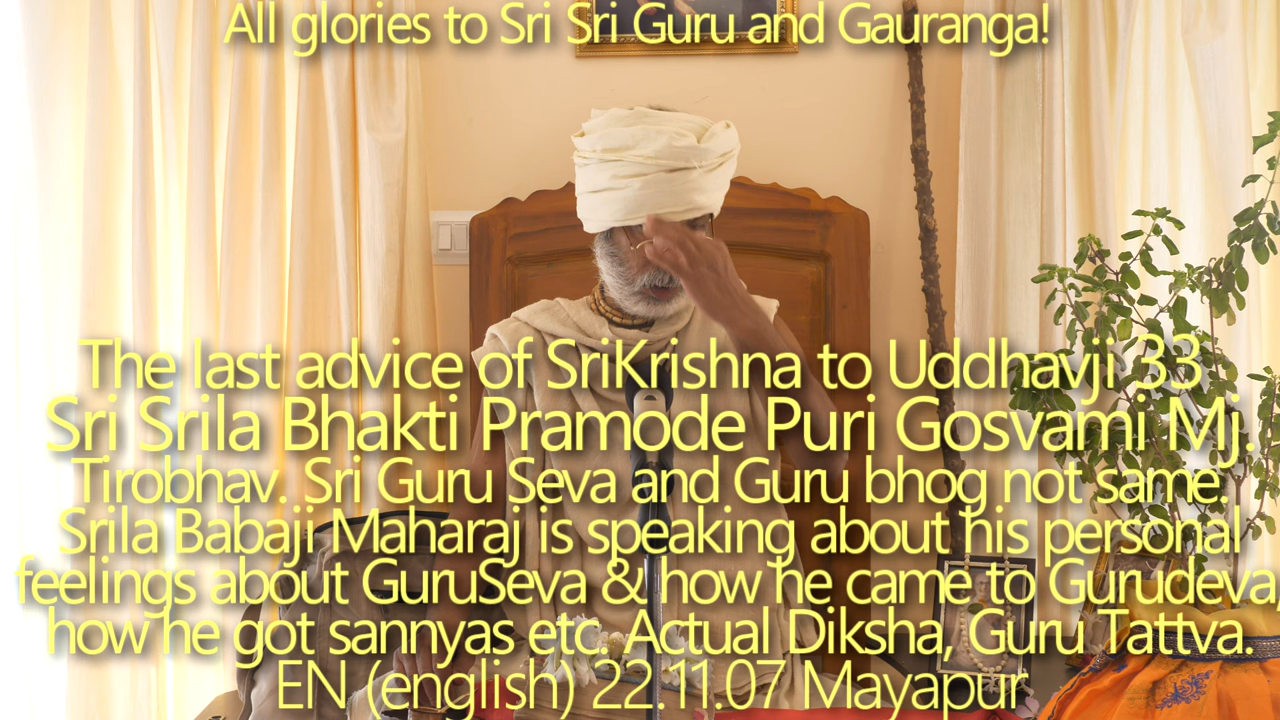 All glories to Sri Sri Guru and Gauranga!
The last advice of SriKrishna to Uddhavji 33
Sri Srila Bhakti Pramode Puri Gosvami Mj.
Tirobhav. Sri Guru Seva and Guru bhog not same.
Srila Babaji Maharaj is speaking about his personal
feelings about GuruSeva & how he came to Gurudeva,
how he got sannyas etc. Actual Diksha, Guru Tattva.
EN (english) 22.11.07 Mayapur